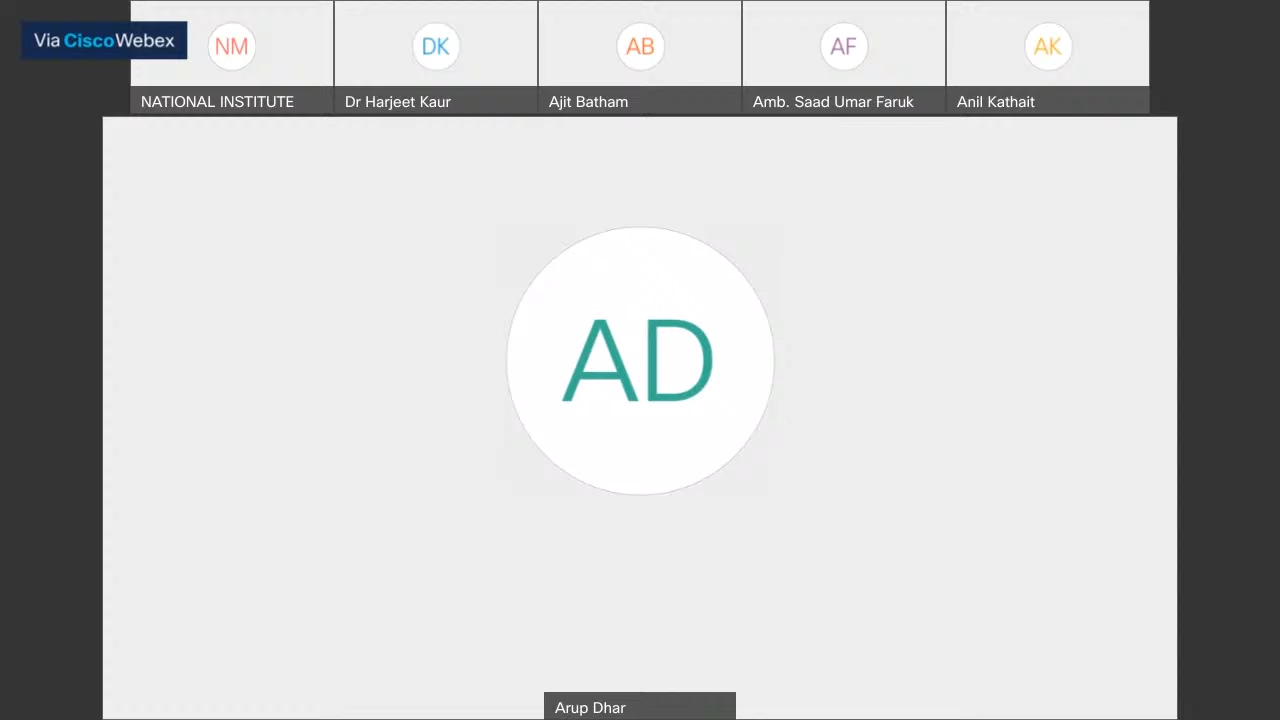 Via CiscoWebex
NM
DK
AB
AF
AK
NATIONAL INSTITUTE
Dr Harjeet Kaur
Ajit Batham
Amb. Saad Umar Faruk
Anil Kathait
AD
Arup Dhar